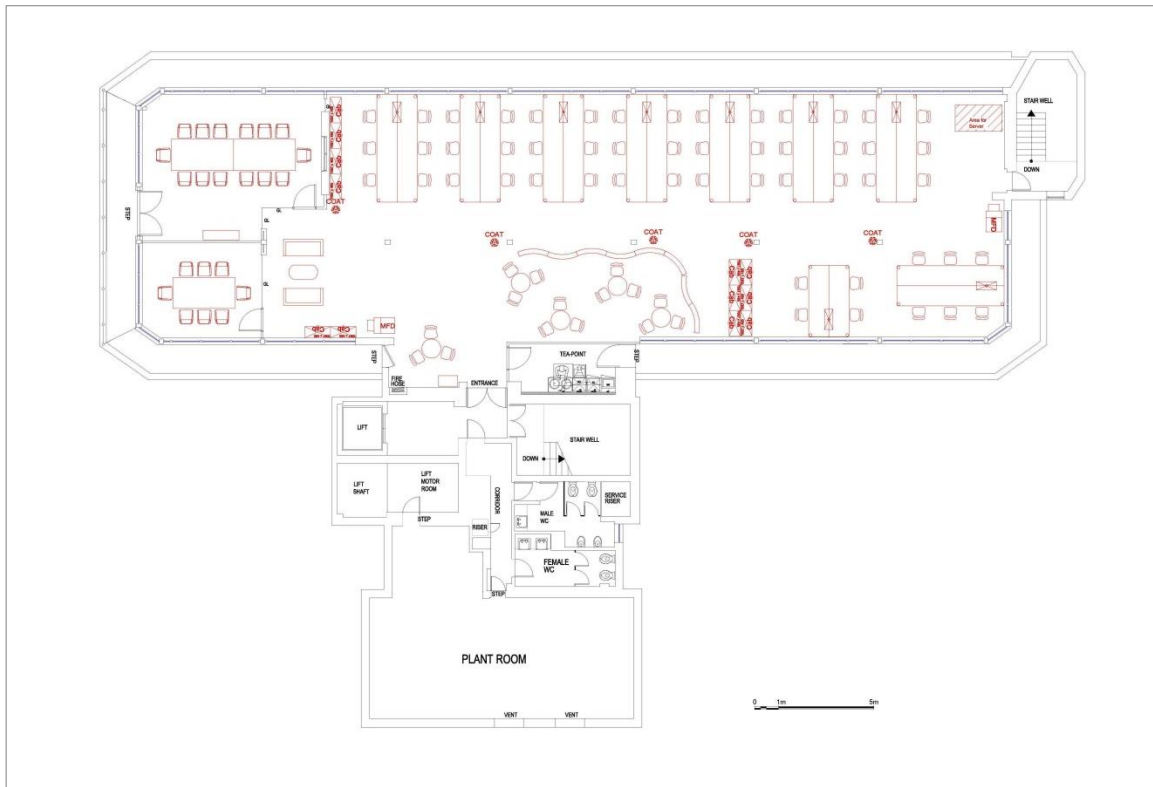 STAIR WELL
Area for
Server
DOWN
COAT
STEP
MFD
COAT
COAT
COAT
COAT
MFD
STEP
TEA-POINT
STEP
FIRE
HOSE
ENTRANCE
LIFT
STAIR WELL
DOWN
LIFT
SHAFT
LIFT
MOTOR
ROOM
CORRIDOR
SERVICE
RISER
MALE
WC
STEP
RISER
FEMALE
WC
STEP
PLANT ROOM
0 1m 5m
VENT VENT